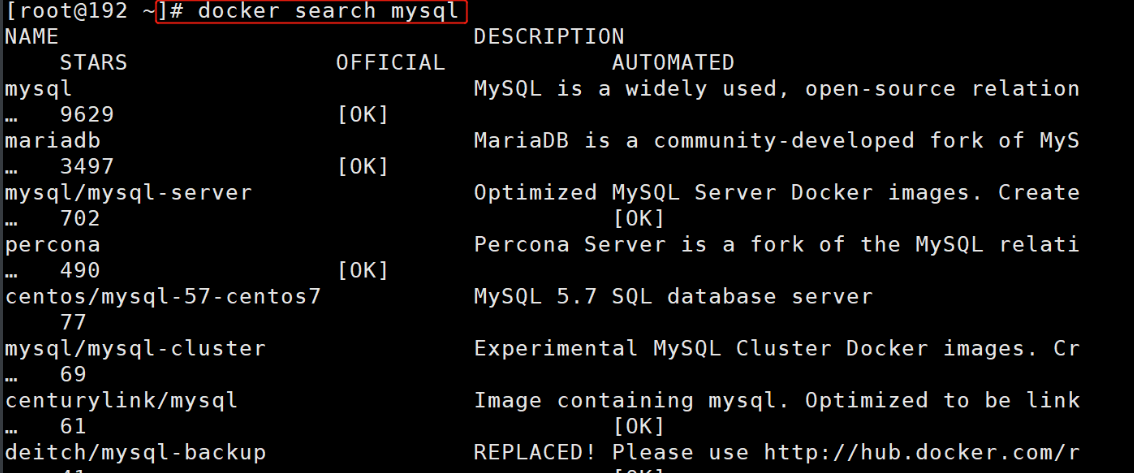 [root@192 ~]# docker search mysql
NAME DESCRIPTION
STARS OFFICIAL AUTOMATED
mysql MySQL is a widely used, open-source relation
… 9629 [OK]
mariadb MariaDB is a community-developed fork of MyS
… 3497 [OK]
mysql/mysql-server Optimized MySQL Server Docker images. Create
… 702 [OK]
percona Percona Server is a fork of the MySQL relati
… 490 [OK]
centos/mysql-57-centos7 MySQL 5.7 SQL database server
77
mysql/mysql-cluster Experimental MySQL Cluster Docker images. Cr
… 69
centurylink/mysql Image containing mysql. Optimized to be link
… 61 [OK]
deitch/mysql-backup REPLACED! Please use http://hub.docker.com/r
… 41 [OK]